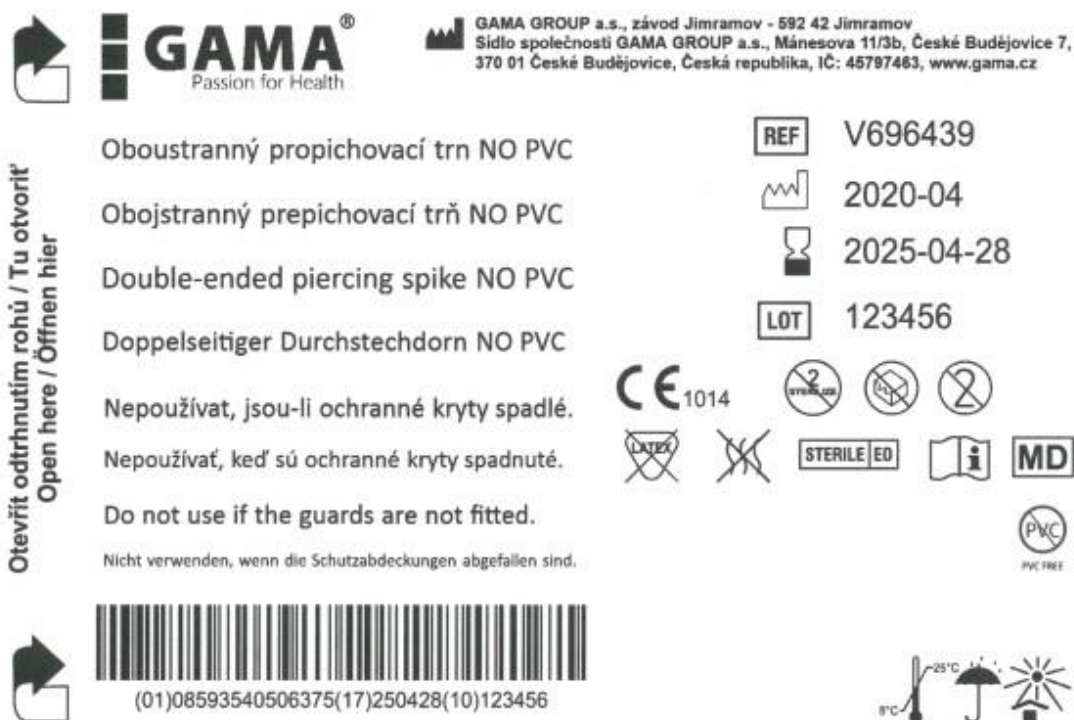 GAMA®
Passion for Health
GAMA GROUP a.s., závod Jimramov - 592 42 Jimramov
Sídlo společnosti GAMA GROUP a.s., Mánesova 11/3b, České Budějovice 7,
370 01 České Budějovice, Česká republika, IČ: 45797463, www.gama.cz
Otevřít odtrhnutím rohů / Tu otvoriť
Open here / Öffnen hier
Oboustranný propichovací trn NO PVC
Obojstranný prepichovací trň NO PVC
Double-ended piercing spike NO PVC
Doppelseitiger Durchstechdorn NO PVC
Nepoužívat, jsou-li ochranné kryty spadlé.
Nepoužívať, keď sú ochranné kryty spadnuté.
Do not use if the guards are not fitted.
Nicht verwenden, wenn die Schutzabdeckungen abgefallen sind.
(01)08593540506375(17)250428(10)123456
REF V696439
2020-04
2025-04-28
LOT 123456
CE 1014
2 STERILIZE
2
LATEX
STERILE EO
i
MD
PVC
PVC FREE
25°C
8°C